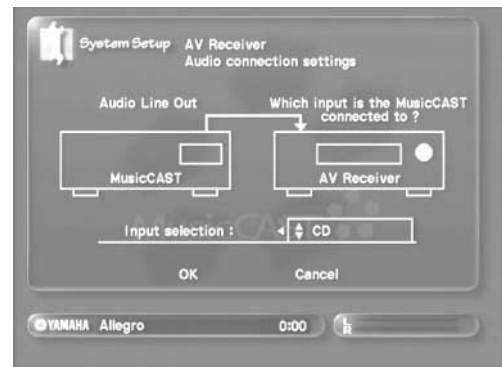 System Setup AV Receiver
Audio connection settings
Audio Line Out
Which input is the MusicCAST
connected to ?
MusicCAST
AV Receiver
MusicCAST
Input selection : CD
OK Cancel
YAMAHA Allegro 0:00 L
R